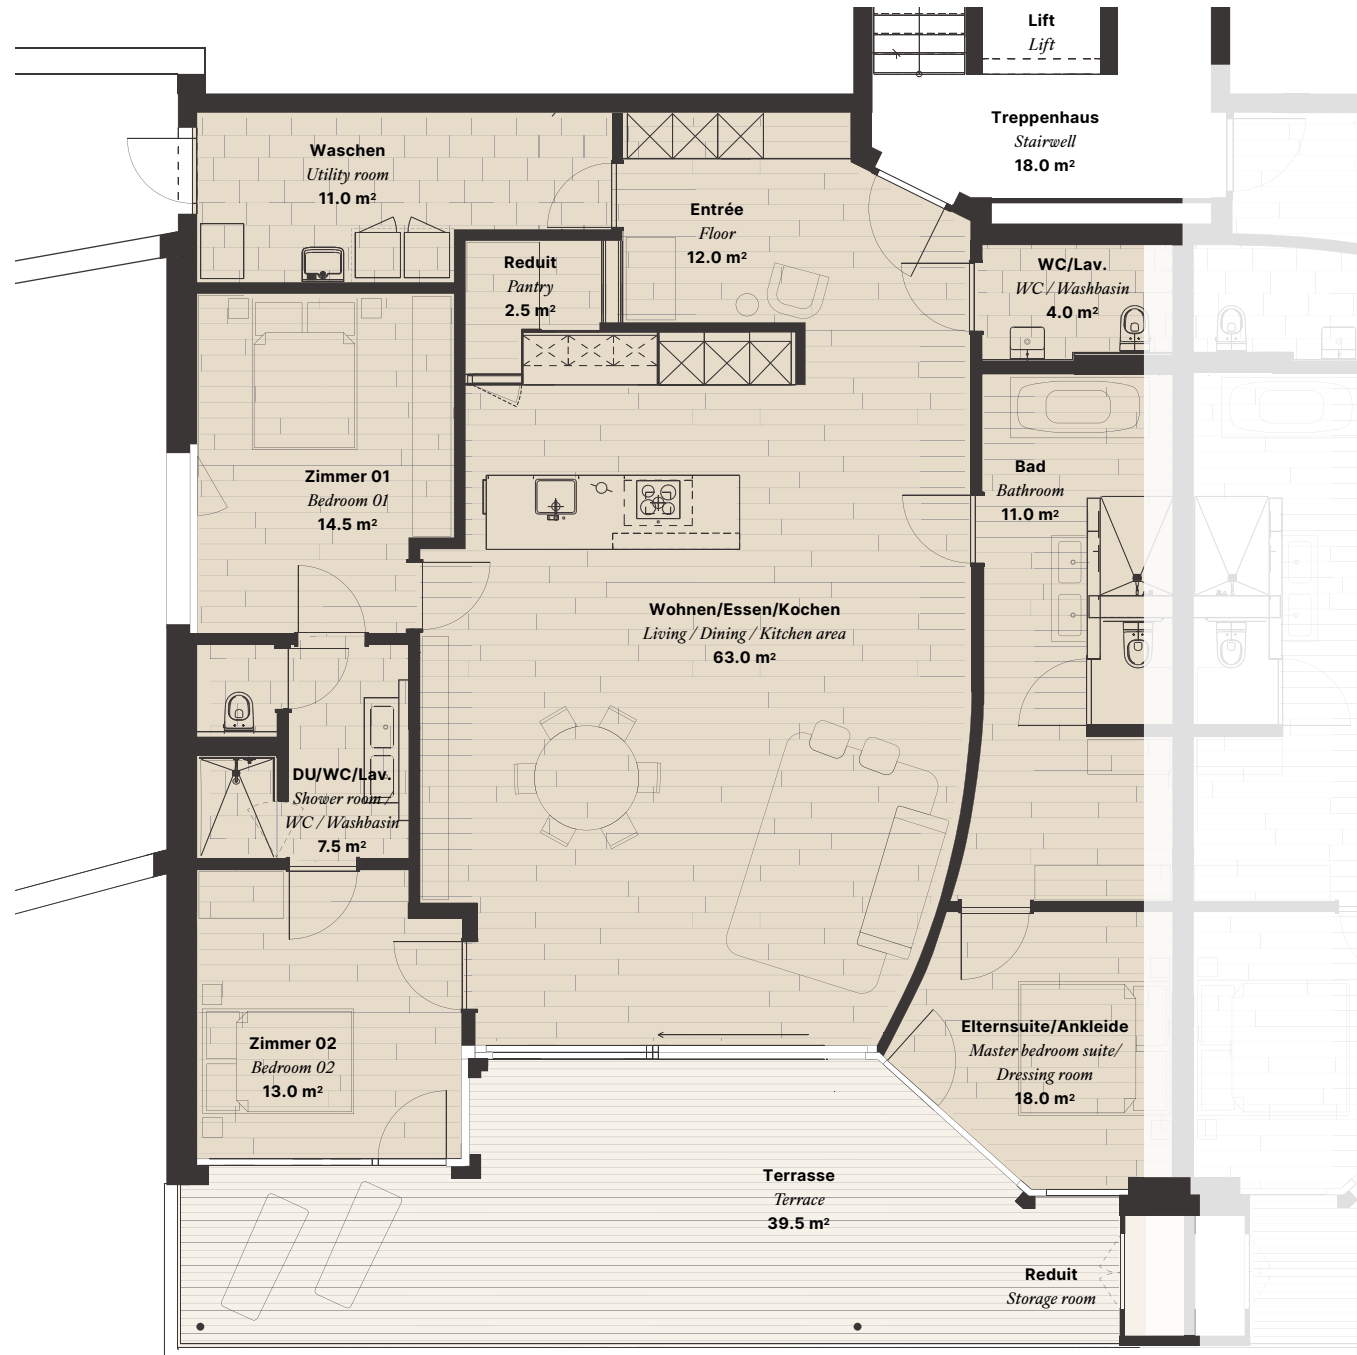 Lift
Lift
Treppenhaus
Stairwell
18.0 m²
Waschen
Utility room
11.0 m²
Entrée
Floor
12.0 m²
Reduit
Pantry
2.5 m²
WC/Lav.
WC / Washbasin
4.0 m²
Zimmer 01
Bedroom 01
14.5 m²
Bad
Bathroom
11.0 m²
Wohnen/Essen/Kochen
Living / Dining / Kitchen area
63.0 m²
DU/WC/Lav.
Shower room /
WC / Washbasin
7.5 m²
Zimmer 02
Bedroom 02
13.0 m²
Elternsuite/Ankleide
Master bedroom suite/
Dressing room
18.0 m²
Terrasse
Terrace
39.5 m²
Reduit
Storage room